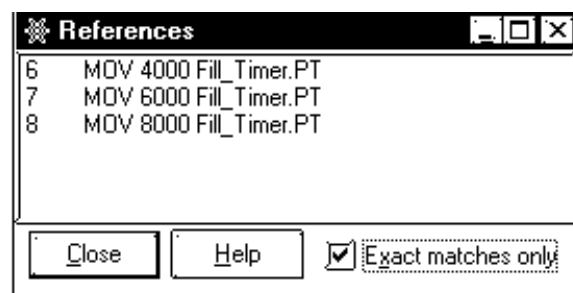 References
6 MOV 4000 Fill_Timer.PT
7 MOV 6000 Fill_Timer.PT
8 MOV 8000 Fill_Timer.PT
Close Help Exact matches only